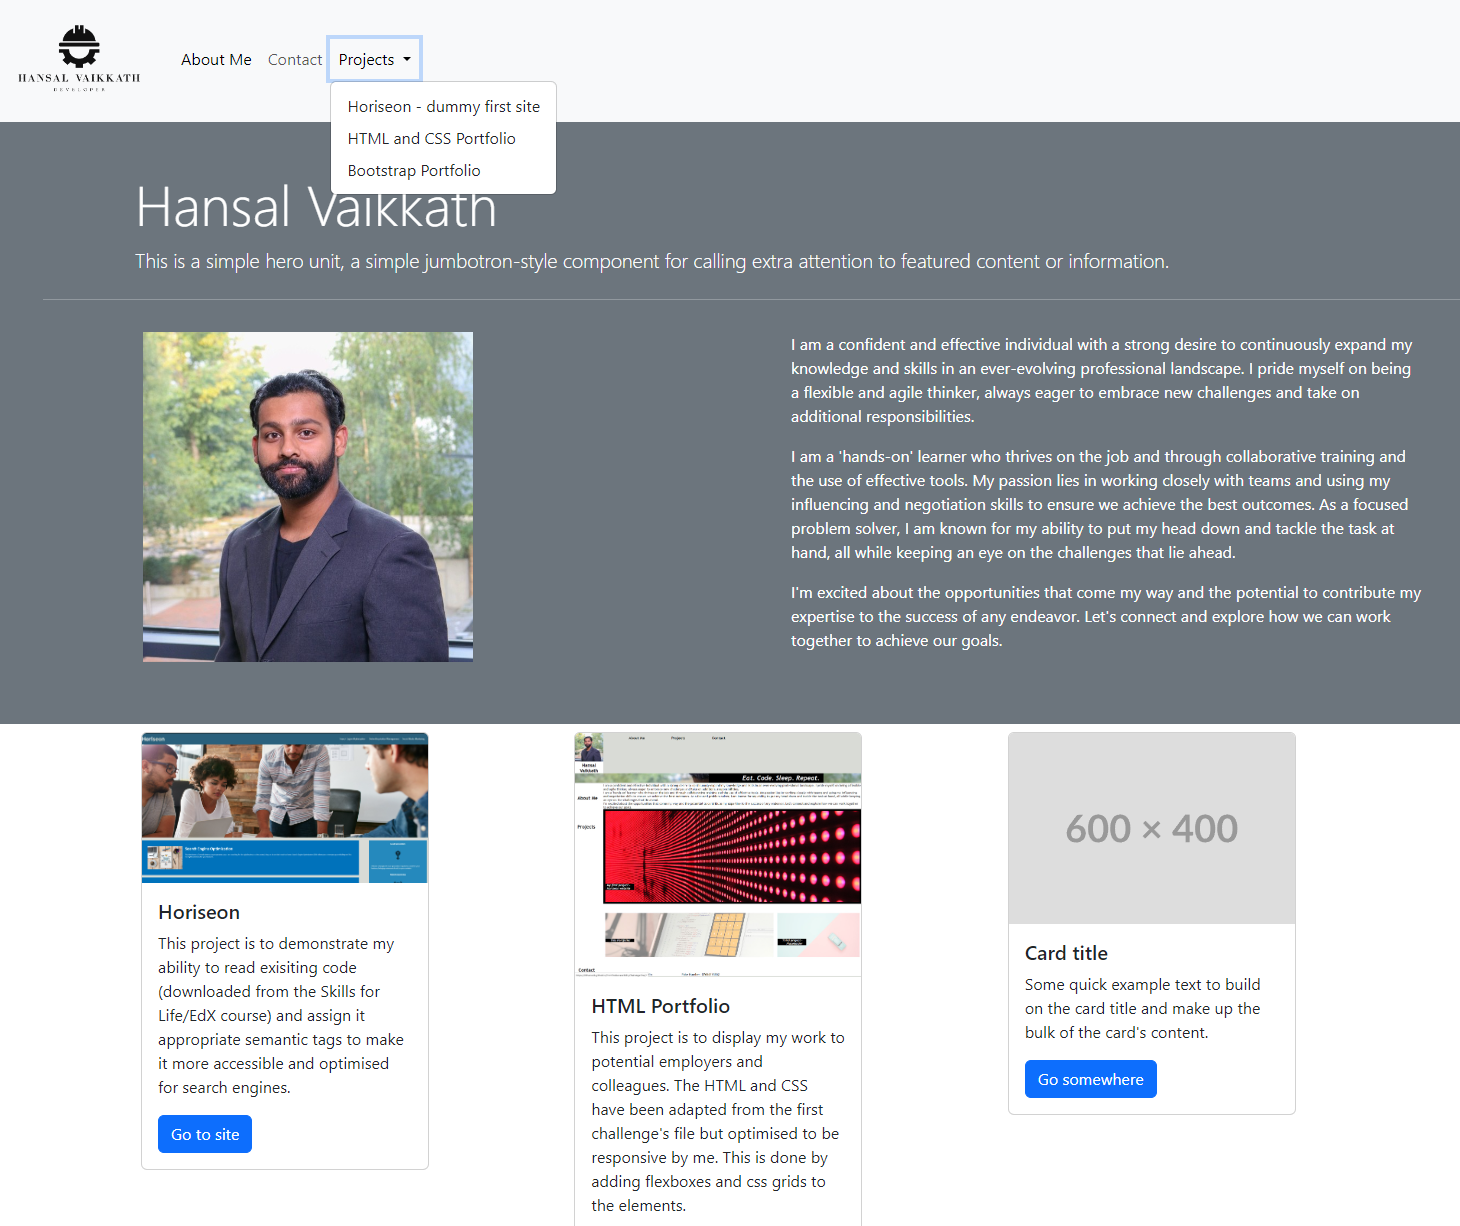 HANSAL VAIKKATH
DEVELOPER
About Me
Contact
Projects
Horiseon - dummy first site
HTML and CSS Portfolio
Bootstrap Portfolio
Hansal Vaikkath
This is a simple hero unit, a simple jumbotron-style component for calling extra attention to featured content or information.
I am a confident and effective individual with a strong desire to continuously expand my
knowledge and skills in an ever-evolving professional landscape. I pride myself on being
a flexible and agile thinker, always eager to embrace new challenges and take on
additional responsibilities.
I am a 'hands-on' learner who thrives on the job and through collaborative training and
the use of effective tools. My passion lies in working closely with teams and using my
influencing and negotiation skills to ensure we achieve the best outcomes. As a focused
problem solver, I am known for my ability to put my head down and tackle the task at
hand, all while keeping an eye on the challenges that lie ahead.
I'm excited about the opportunities that come my way and the potential to contribute my
expertise to the success of any endeavor. Let's connect and explore how we can work
together to achieve our goals.
Horiseon
Search Engine Optimization
Horiseon
This project is to demonstrate my
ability to read exisiting code
(downloaded from the Skills for
Life/EdX course) and assign it
appropriate semantic tags to make
it more accessible and optimised
for search engines.
Go to site
Hansal
Vaikkath
About Me
Projects
Contact
Eat. Code. Sleep. Repeat.
About Me
Projects
Contact
HTML Portfolio
This project is to display my work to
potential employers and
colleagues. The HTML and CSS
have been adapted from the first
challenge's file but optimised to be
responsive by me. This is done by
adding flexboxes and css grids to
the elements.
600 × 400
Card title
Some quick example text to build
on the card title and make up the
bulk of the card's content.
Go somewhere